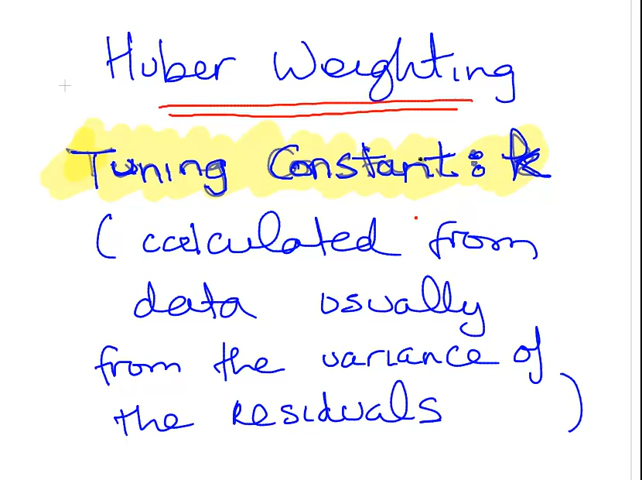 Huber Weighting
Tuning Constant: k
(calculated from
data usually
from the variance of
the residuals)